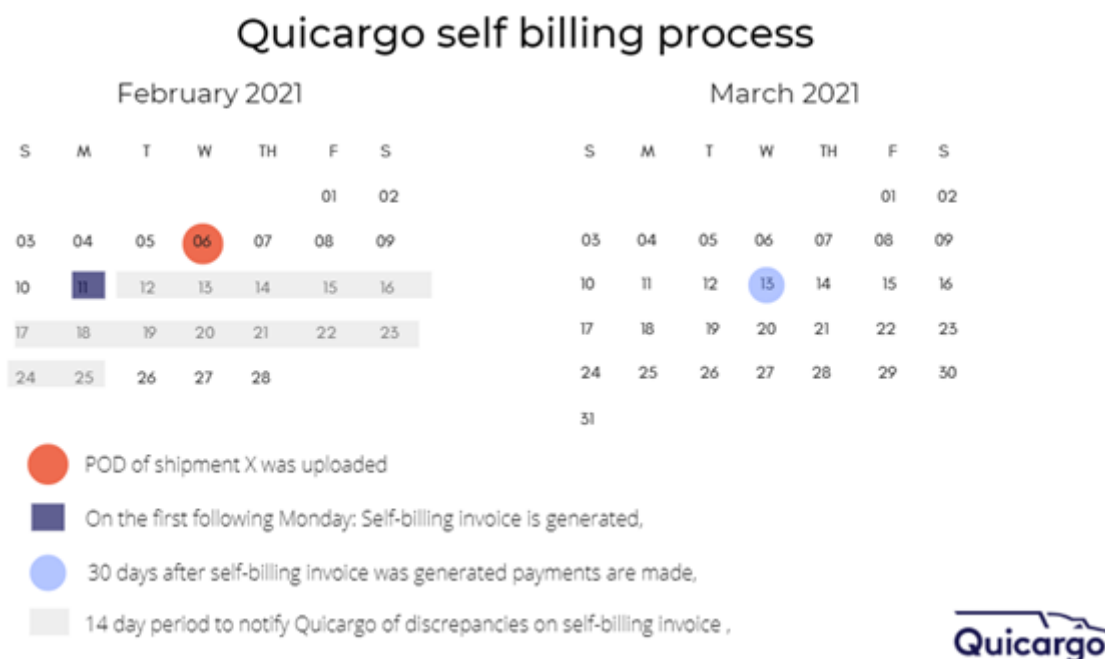 Quicargo self billing process
February 2021
March 2021
S M T W TH F S
01 02
03 04 05 06 07 08 09
10 11 12 13 14 15 16
17 18 19 20 21 22 23
24 25 26 27 28
S M T W TH F S
01 02
03 04 05 06 07 08 09
10 11 12 13 14 15 16
17 18 19 20 21 22 23
24 25 26 27 28 29 30
31
POD of shipment X was uploaded
On the first following Monday: Self-billing invoice is generated,
30 days after self-billing invoice was generated payments are made,
14 day period to notify Quicargo of discrepancies on self-billing invoice ,
Quicargo